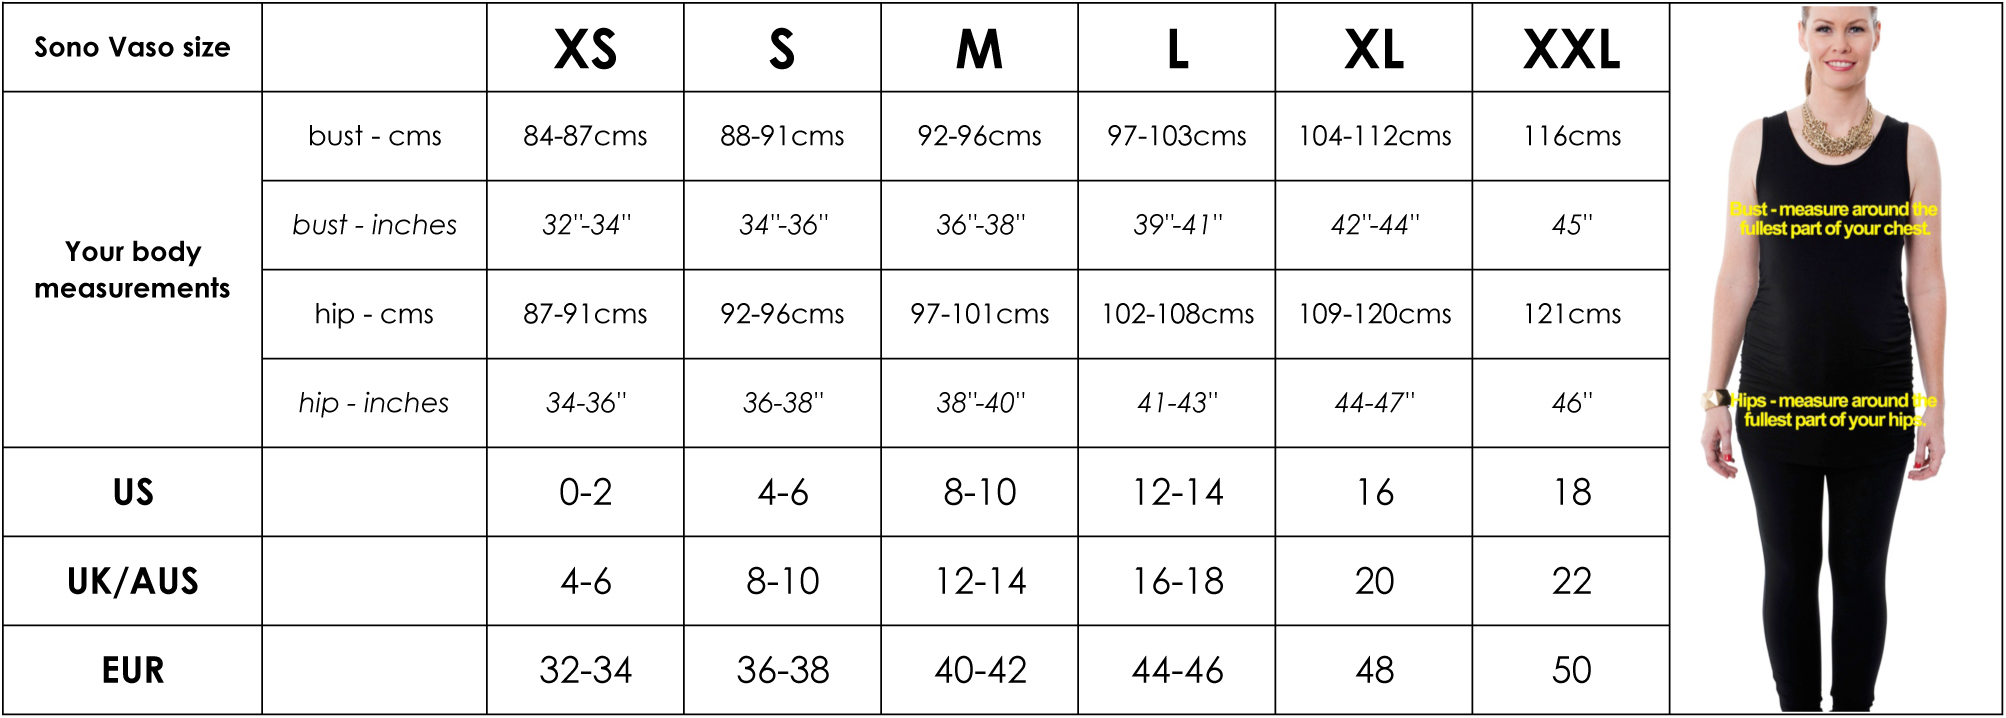 Sono Vaso size XS S M L XL XXL
Your body
measurements
bust - cms 84-87cms 88-91cms 92-96cms 97-103cms 104-112cms 116cms
bust - inches 32"-34" 34"-36" 36"-38" 39"-41" 42"-44" 45"
hip - cms 87-91cms 92-96cms 97-101cms 102-108cms 109-120cms 121cms
hip - inches 34-36" 36-38" 38"-40" 41-43" 44-47" 46"
US 0-2 4-6 8-10 12-14 16 18
UK/AUS 4-6 8-10 12-14 16-18 20 22
EUR 32-34 36-38 40-42 44-46 48 50
Bust - measure around the
fullest part of your chest.
Hips - measure around the
fullest part of your hips.